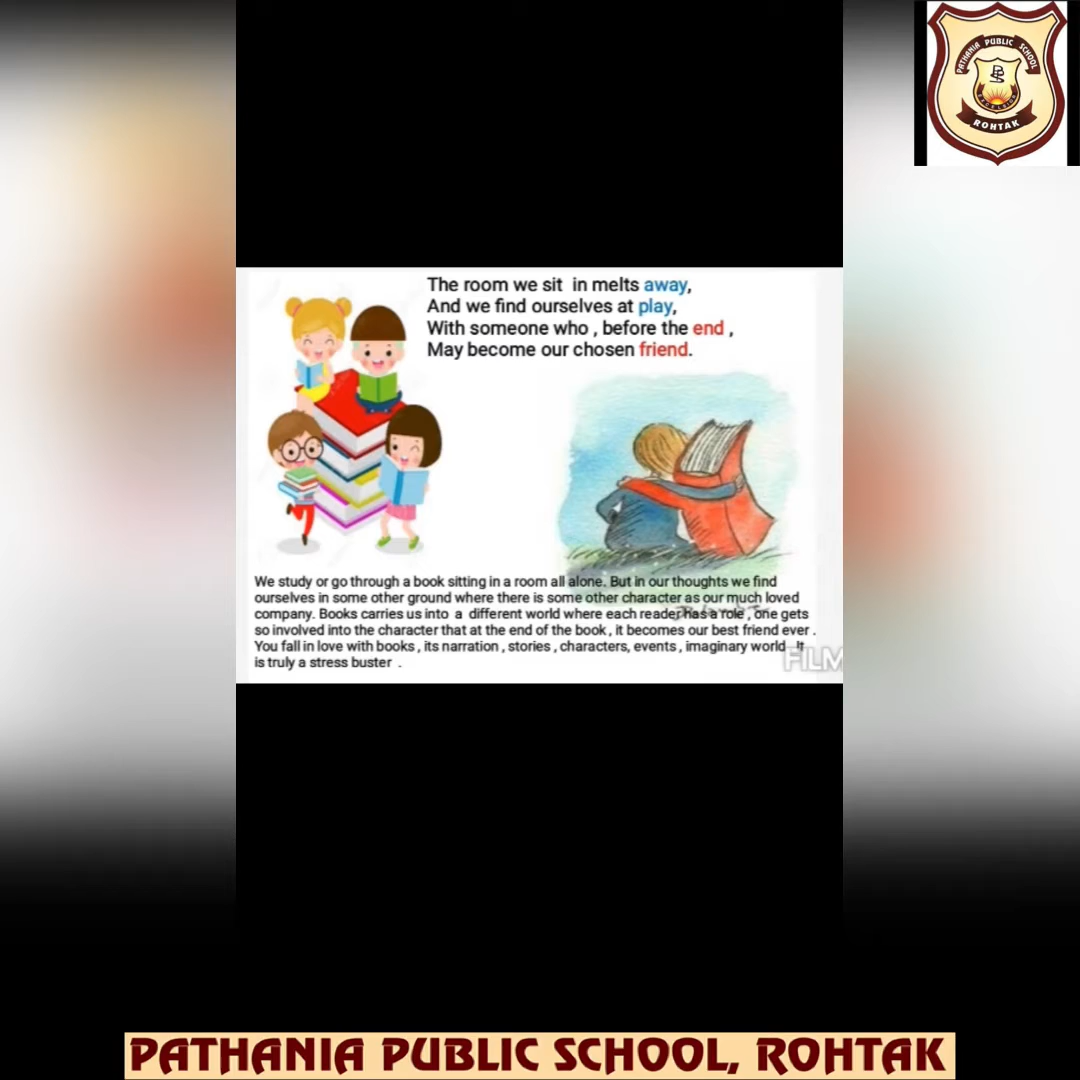 PATHANIA PUBLIC SCHOOL
ROHTAK
The room we sit in melts away,
And we find ourselves at play,
With someone who , before the end ,
May become our chosen friend.
We study or go through a book sitting in a room all alone. But in our thoughts we find
ourselves in some other ground where there is some other character as our much loved
company. Books carries us into a different world where each reader has a role , one gets
so involved into the character that at the end of the book , it becomes our best friend ever .
You fall in love with books , its narration , stories , characters, events , imaginary world . It
is truly a stress buster .
FILM
PATHANIA PUBLIC SCHOOL, ROHTAK